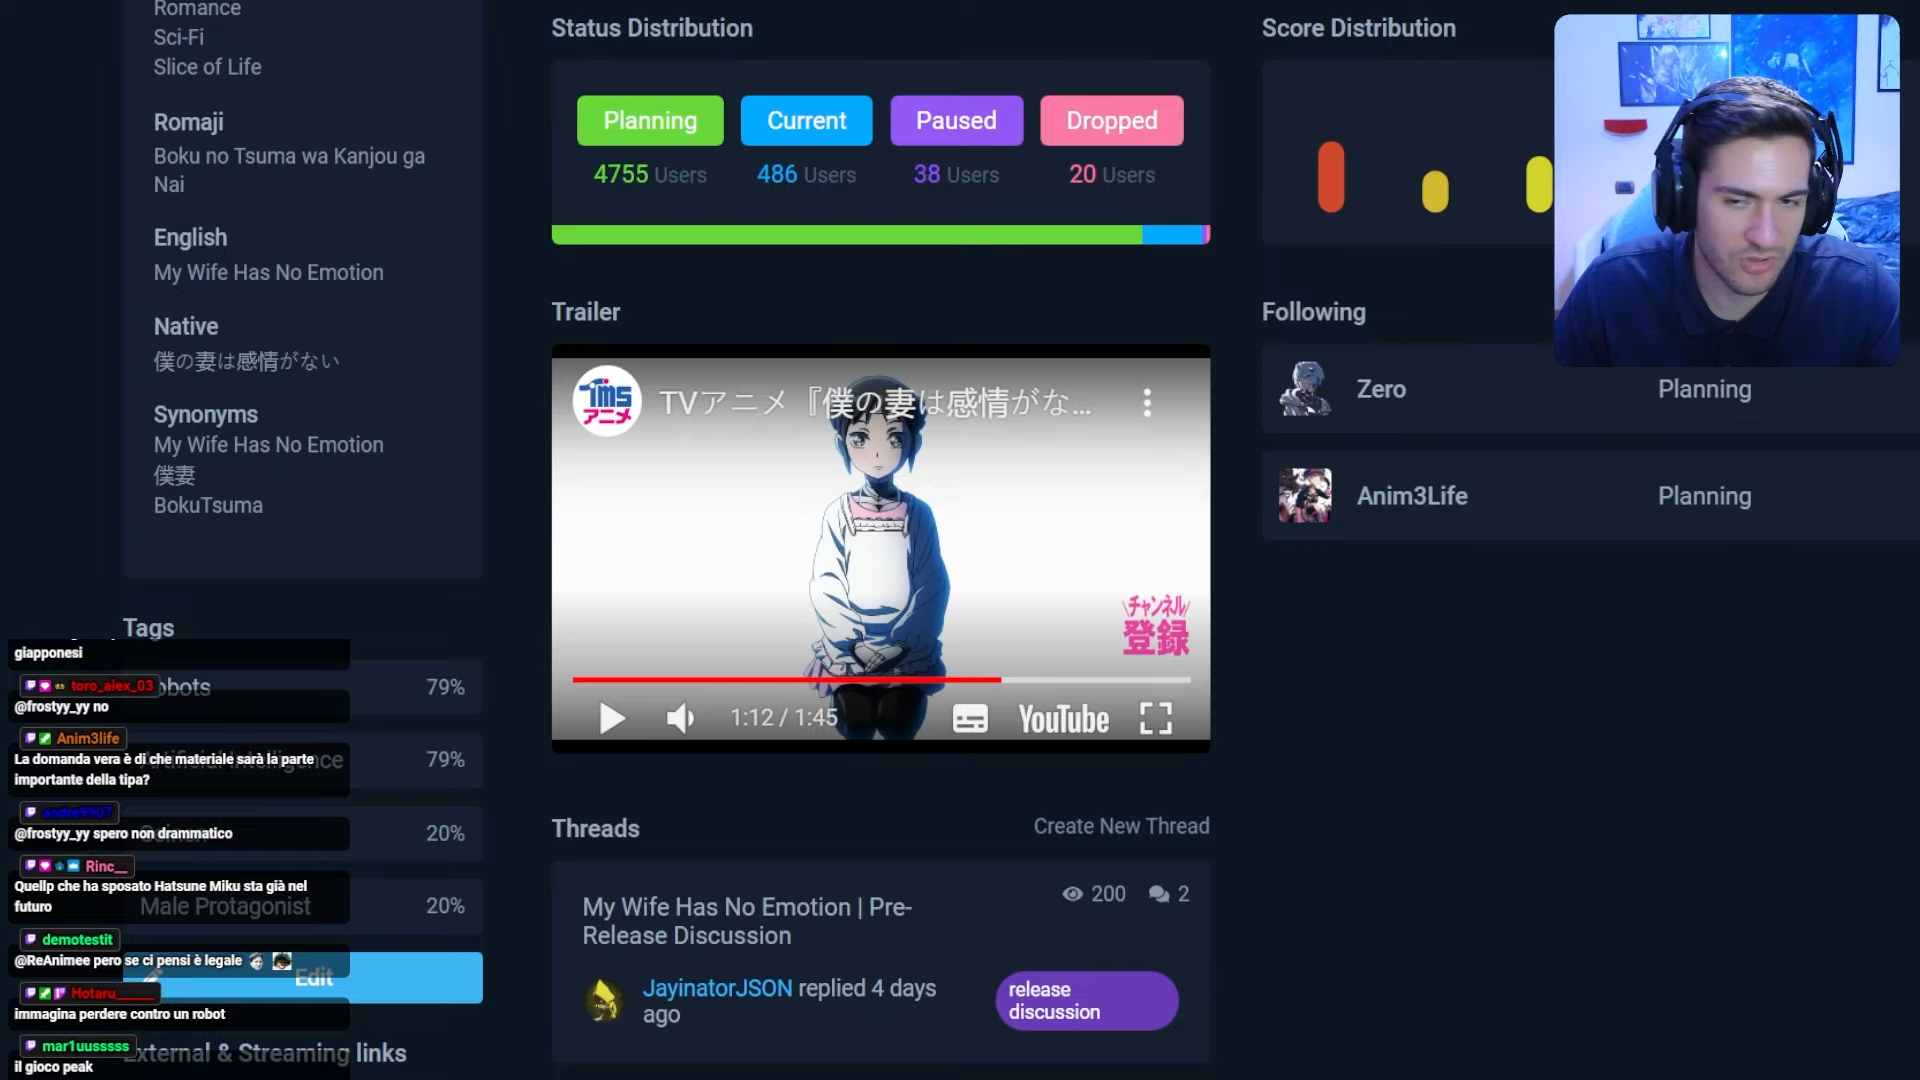 Romance
Sci-Fi
Slice of Life
Romaji
Boku no Tsuma wa Kanjou ga
Nai
English
My Wife Has No Emotion
Native
僕の妻は感情がない
Synonyms
My Wife Has No Emotion
僕妻
BokuTsuma
Tags
79%
79%
20%
Male Protagonist
20%
Edit
External & Streaming links
giapponesi
toro_alex_03
@frostyy_yy no
Anim3life
La domanda vera è di che materiale sarà la parte
importante della tipa?
andre9907
@frostyy_yy spero non drammatico
Rinc__
Quellp che ha sposato Hatsune Miku sta già nel
futuro
demotestit
@ReAnimee pero se ci pensi è legale
immagina perdere contro un robot
mar1uusssss
il gioco peak
Status Distribution
Planning
Current
Paused
Dropped
4755 Users
486 Users
38 Users
20 Users
Trailer
TMS
アニメ
TVアニメ『僕の妻は感情がな...
チャンネル
登録
1:12 / 1:45
YouTube
Threads
Create New Thread
My Wife Has No Emotion | Pre-
Release Discussion
200
2
JayinatorJSON replied 4 days
ago
release
discussion
Score Distribution
Following
Zero
Planning
Anim3Life
Planning